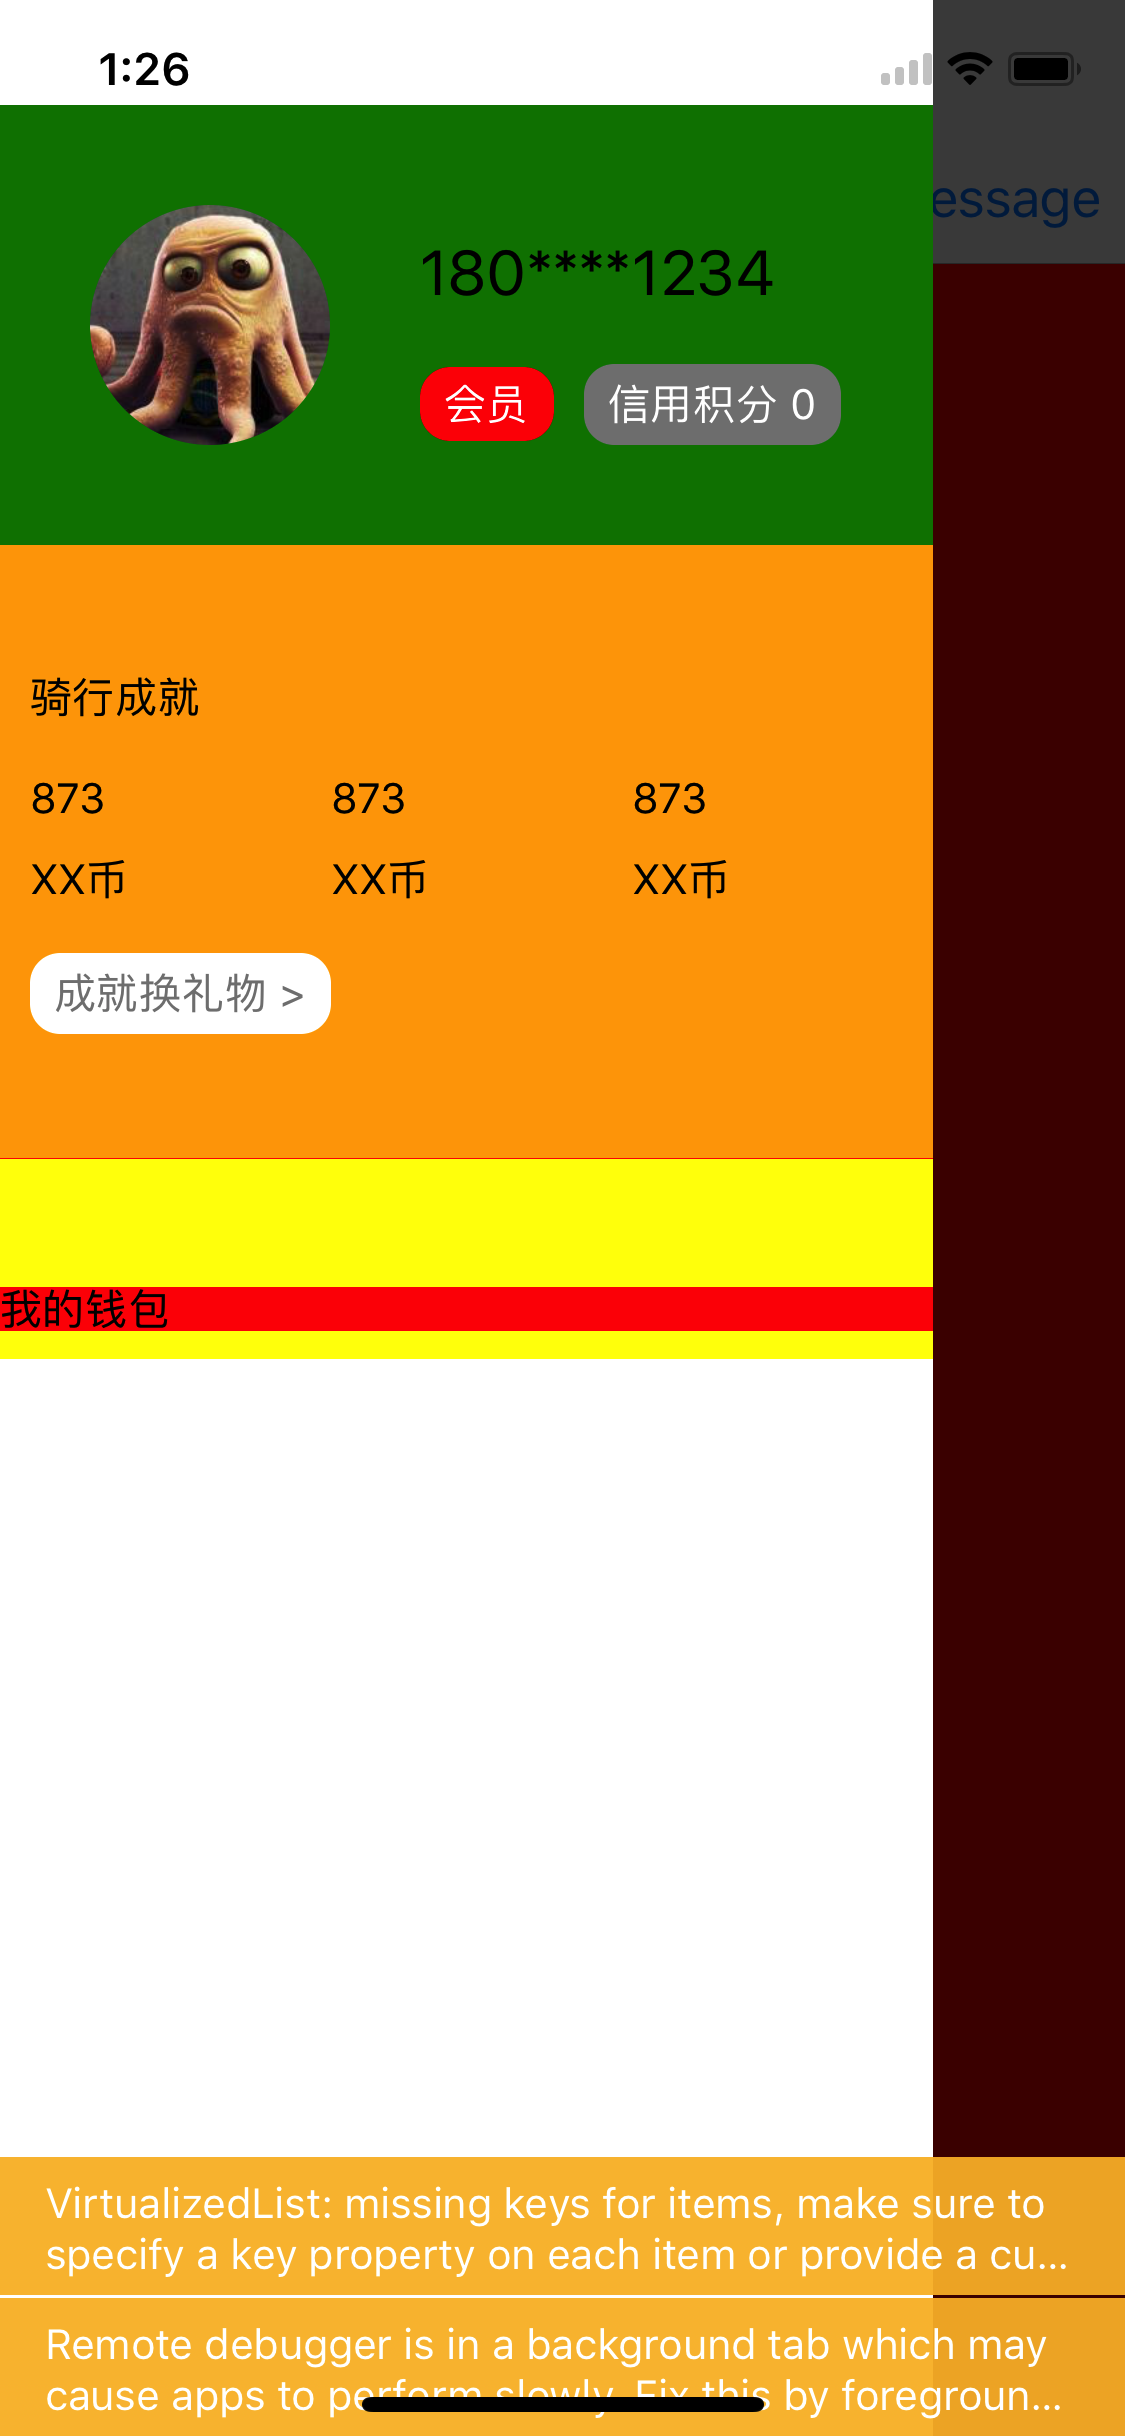 1:26
essage
180****1234
会员 信用积分 0
骑行成就
873 873 873
XX币 XX币 XX币
成就换礼物 >
我的钱包
VirtualizedList: missing keys for items, make sure to
specify a key property on each item or provide a cu...
Remote debugger is in a background tab which may
cause apps to perform slowly. Fix this by foregroun...